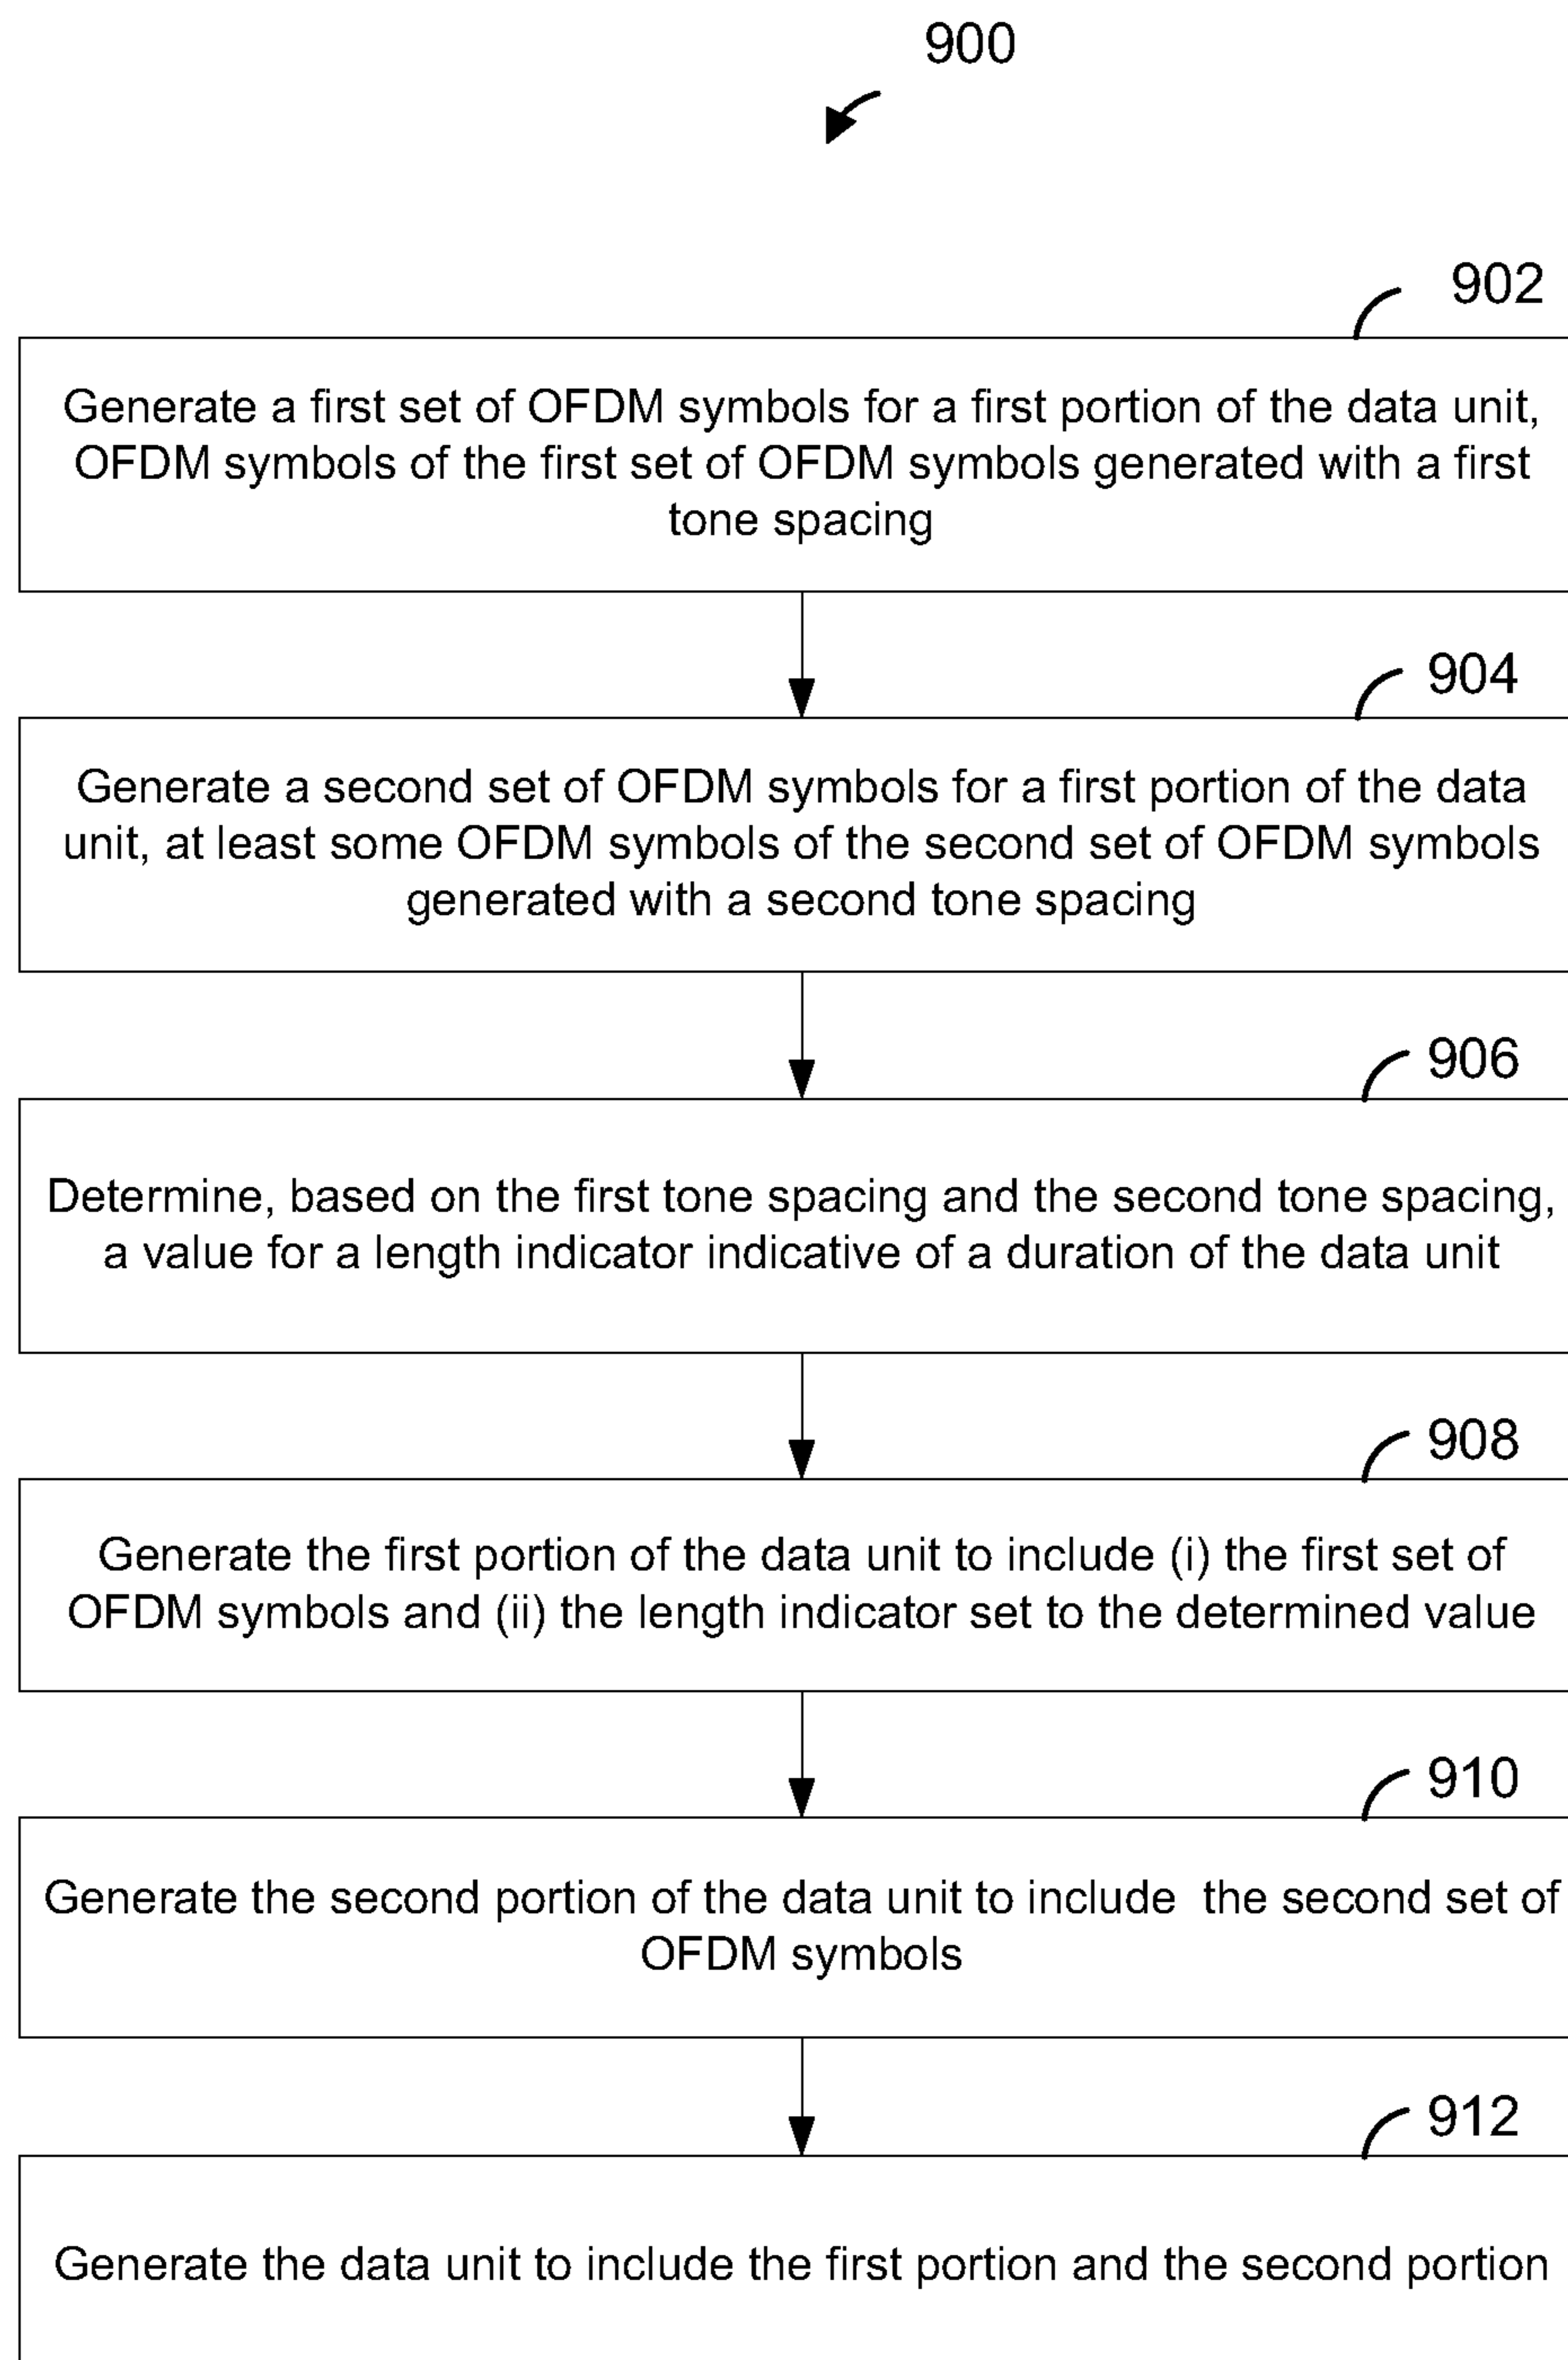 900
902
Generate a first set of OFDM symbols for a first portion of the data unit,
OFDM symbols of the first set of OFDM symbols generated with a first
tone spacing
904
Generate a second set of OFDM symbols for a first portion of the data
unit, at least some OFDM symbols of the second set of OFDM symbols
generated with a second tone spacing
906
Determine, based on the first tone spacing and the second tone spacing,
a value for a length indicator indicative of a duration of the data unit
908
Generate the first portion of the data unit to include (i) the first set of
OFDM symbols and (ii) the length indicator set to the determined value
910
Generate the second portion of the data unit to include  the second set of
OFDM symbols
912
Generate the data unit to include the first portion and the second portion